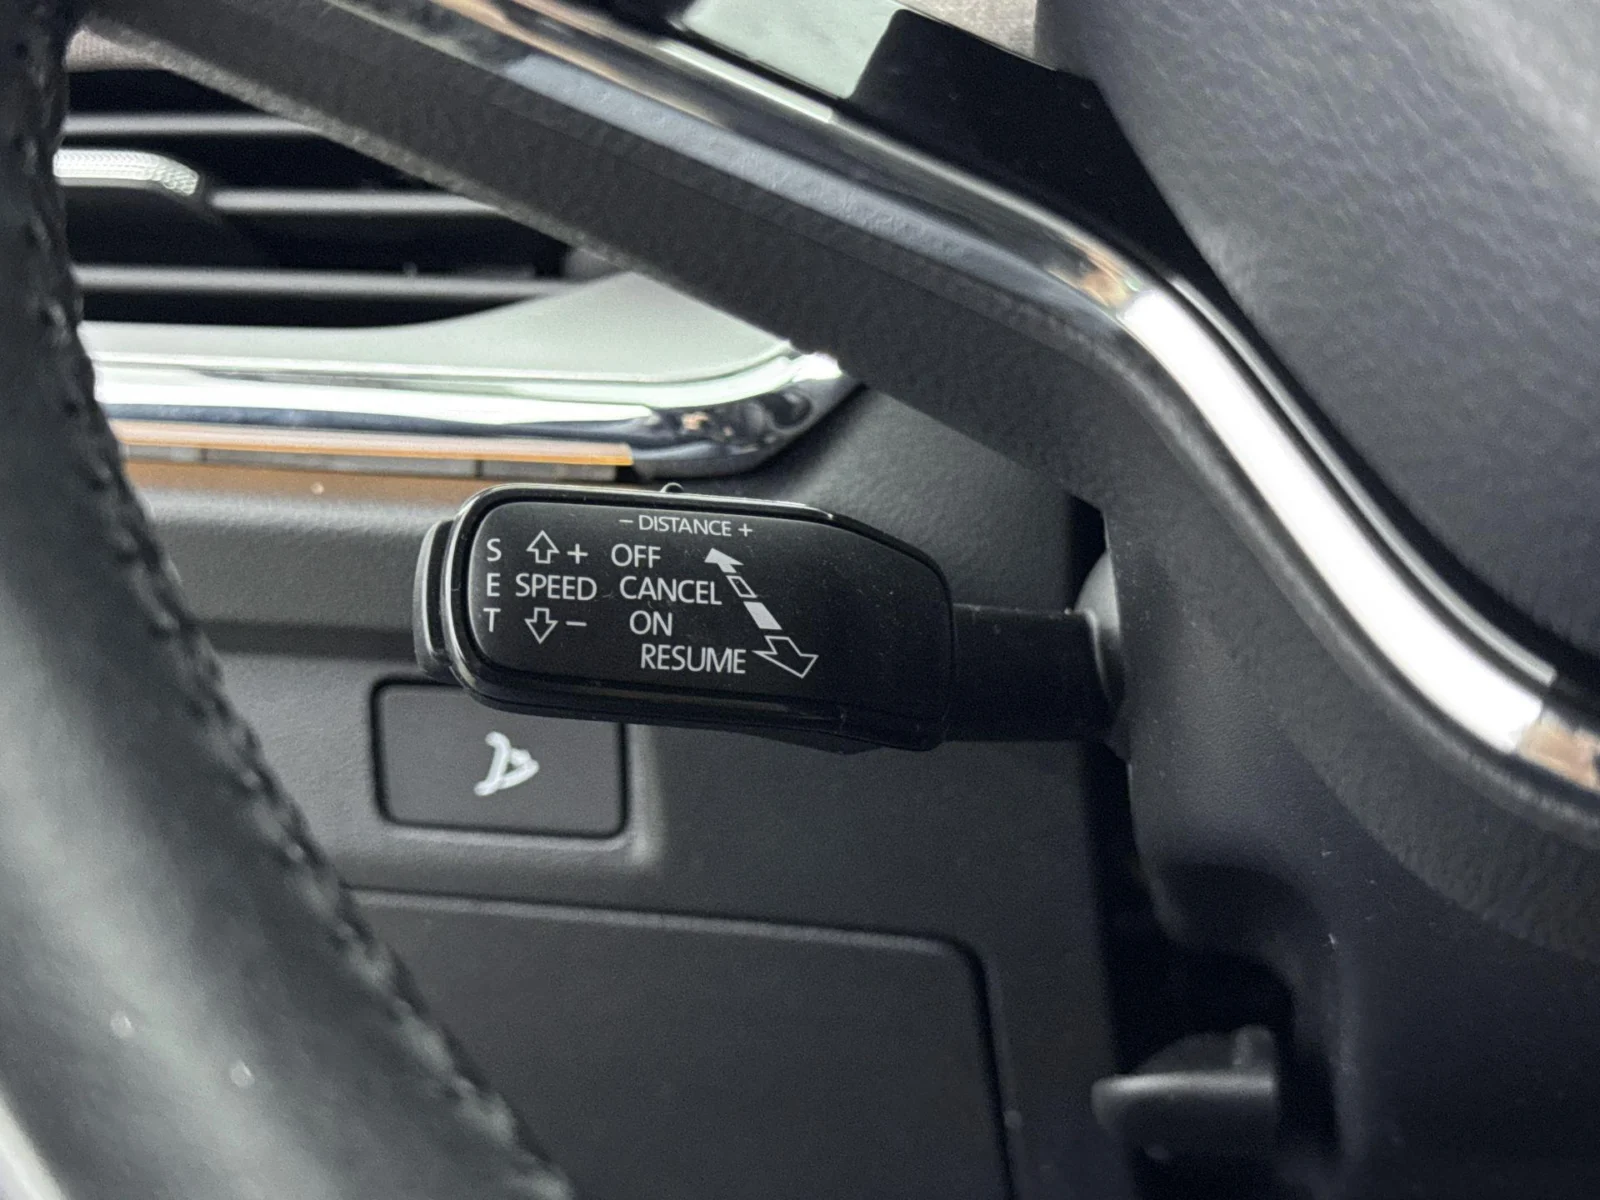 − DISTANCE +
S + OFF
E SPEED CANCEL
T − ON
RESUME